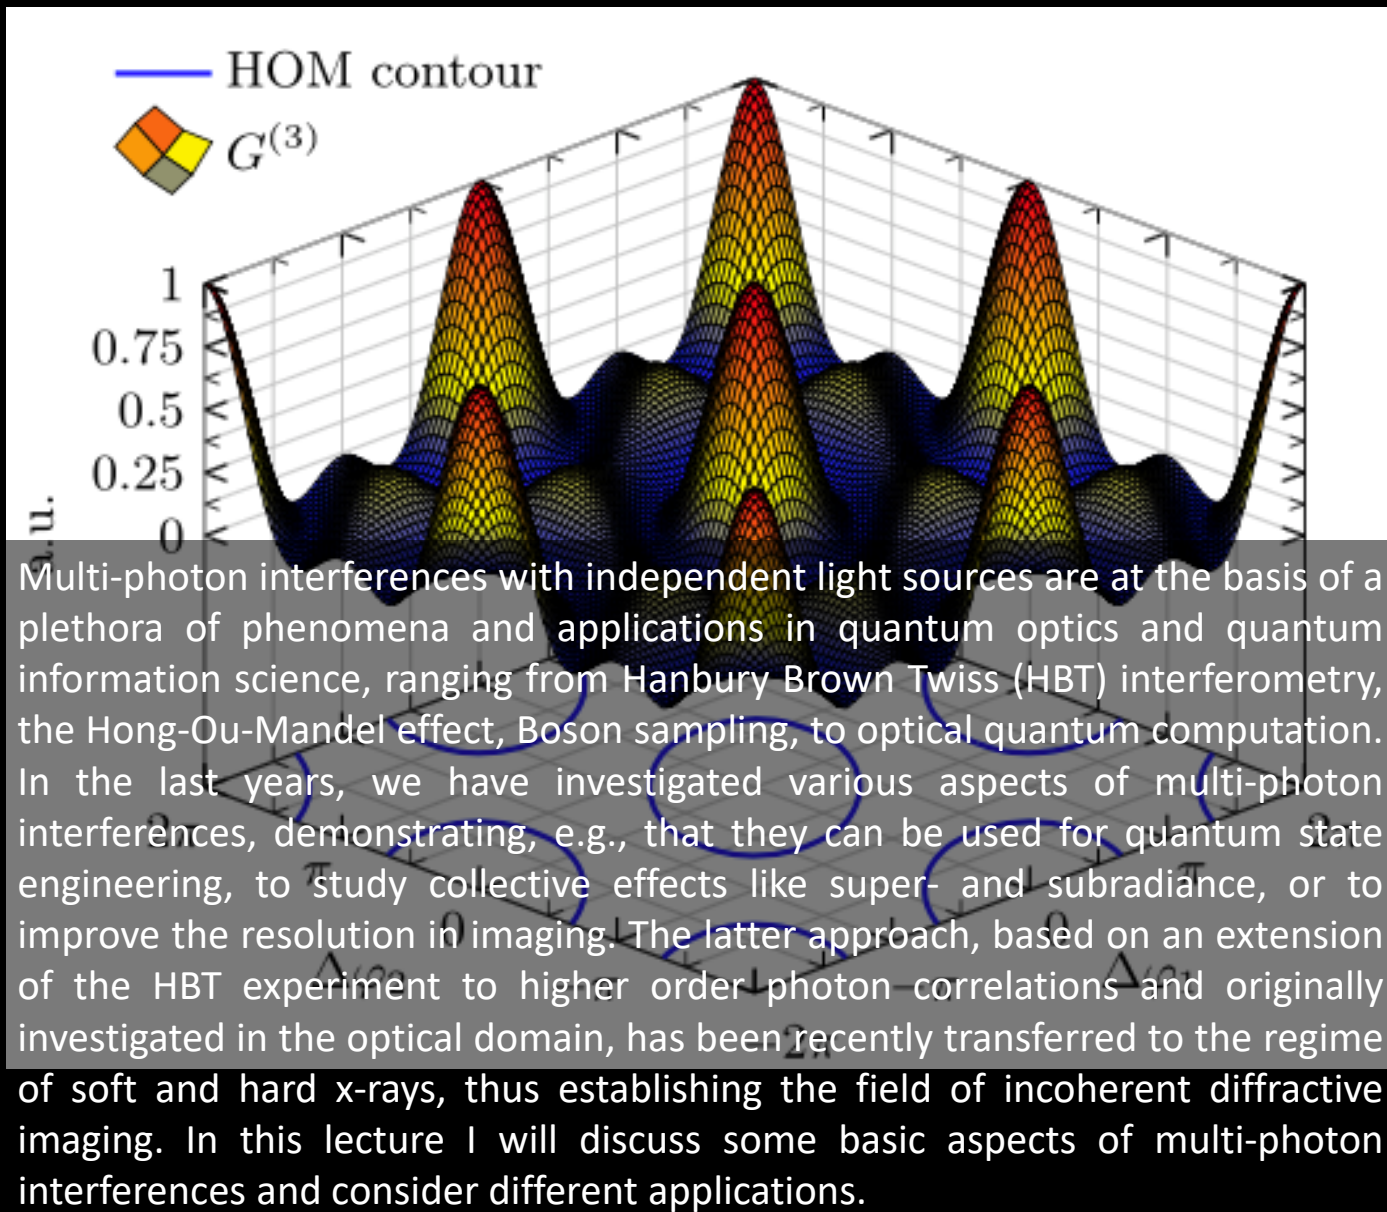 HOM contour
G(3)
1
0.75
0.5
0.25
0
a.u.
Multi-photon interferences with independent light sources are at the basis of a
plethora of phenomena and applications in quantum optics and quantum
information science, ranging from Hanbury Brown Twiss (HBT) interferometry,
the Hong-Ou-Mandel effect, Boson sampling, to optical quantum computation.
In the last years, we have investigated various aspects of multi-photon
interferences, demonstrating, e.g., that they can be used for quantum state
engineering, to study collective effects like super- and subradiance, or to
improve the resolution in imaging. The latter approach, based on an extension
of the HBT experiment to higher order photon correlations and originally
investigated in the optical domain, has been recently transferred to the regime
of soft and hard x-rays, thus establishing the field of incoherent diffractive
imaging. In this lecture I will discuss some basic aspects of multi-photon
interferences and consider different applications.
2π
π
0
−π
−2π
−π
0
π
2π
Δφ2
Δφ1